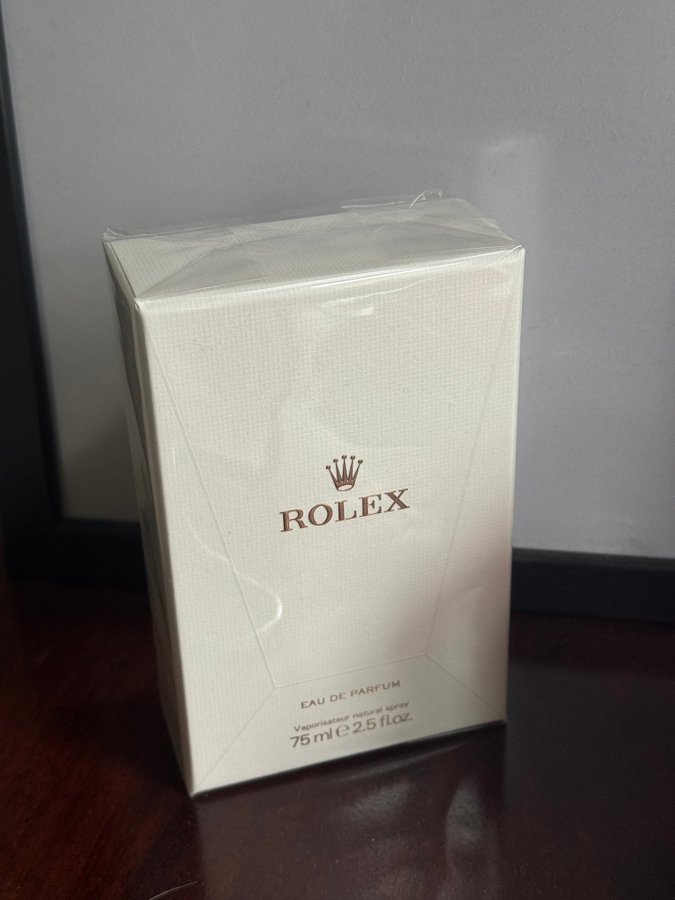 ROLEX
EAU DE PARFUM
Vaporisateur natural spray
75 ml ℮ 2.5 fl.oz.